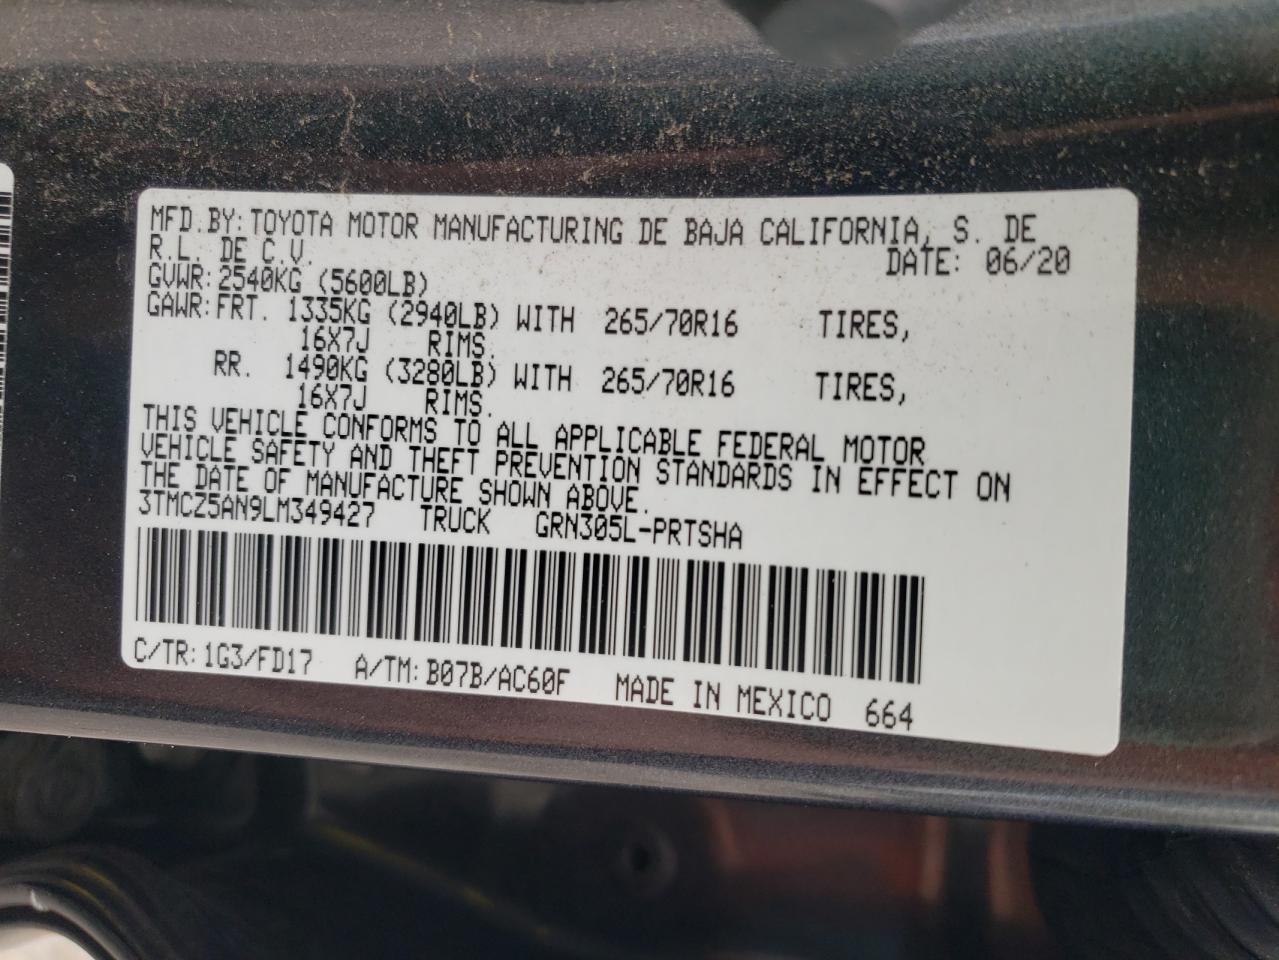 MFD.BY: TOYOTA MOTOR MANUFACTURING DE BAJA CALIFORNIA, S. DE
R.L. DE C.V. DATE: 06/20
GVWR: 2540KG (5600LB)
GAWR: FRT. 1335KG (2940LB) WITH 265/70R16 TIRES,
16X7J RIMS.
RR. 1490KG (3280LB) WITH 265/70R16 TIRES,
16X7J RIMS.
THIS VEHICLE CONFORMS TO ALL APPLICABLE FEDERAL MOTOR
VEHICLE SAFETY AND THEFT PREVENTION STANDARDS IN EFFECT ON
THE DATE OF MANUFACTURE SHOWN ABOVE.
3TMCZ5AN9LM349427 TRUCK GRN305L-PRTSHA
C/TR: 1G3/FD17 A/TM: B07B/AC60F MADE IN MEXICO 664